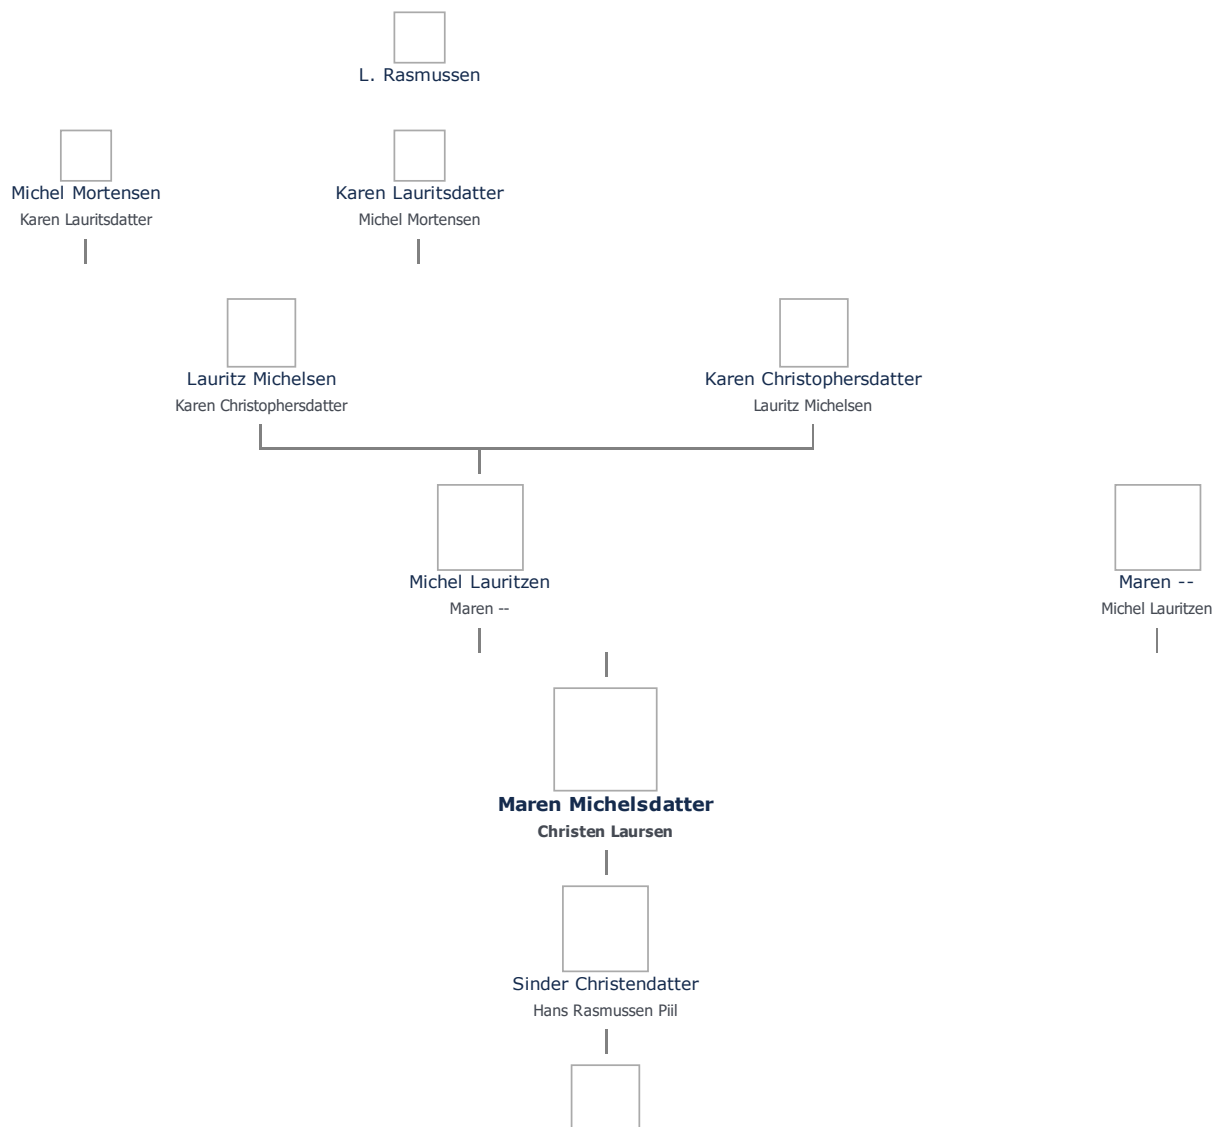 L. Rasmussen
Michel Mortensen
Karen Lauritsdatter
Karen Lauritsdatter
Michel Mortensen
Lauritz Michelsen
Karen Christophersdatter
Karen Christophersdatter
Lauritz Michelsen
Michel Lauritzen
Maren --
Maren --
Michel Lauritzen
Maren Michelsdatter
Christen Laursen
Sinder Christendatter
Hans Rasmussen Piil